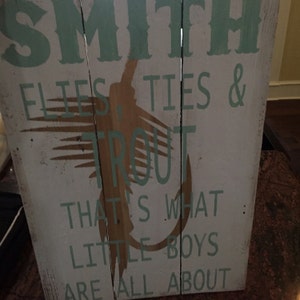 SMITH
FLIES, TIES &
TROUT
THAT'S WHAT
LITTLE BOYS
ARE ALL ABOUT